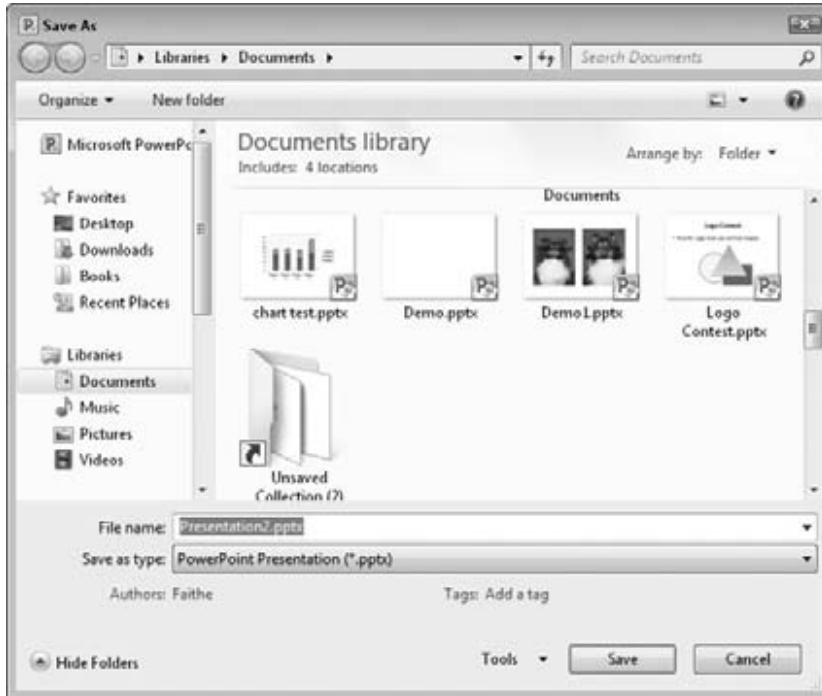 Save As
Libraries ▸ Documents ▸
Search Documents
Organize
New folder
Microsoft PowerPo
Favorites
Desktop
Downloads
Books
Recent Places
Libraries
Documents
Music
Pictures
Videos
Documents library
Includes: 4 locations
Arrange by: Folder
Documents
Logo Contest
chart test.pptx
Demo.pptx
Demo1.pptx
Logo
Contest.pptx
Unsaved
Collection (2)
File name: Presentation2.pptx
Save as type: PowerPoint Presentation (*.pptx)
Authors: Faithe
Tags: Add a tag
Hide Folders
Tools
Save
Cancel